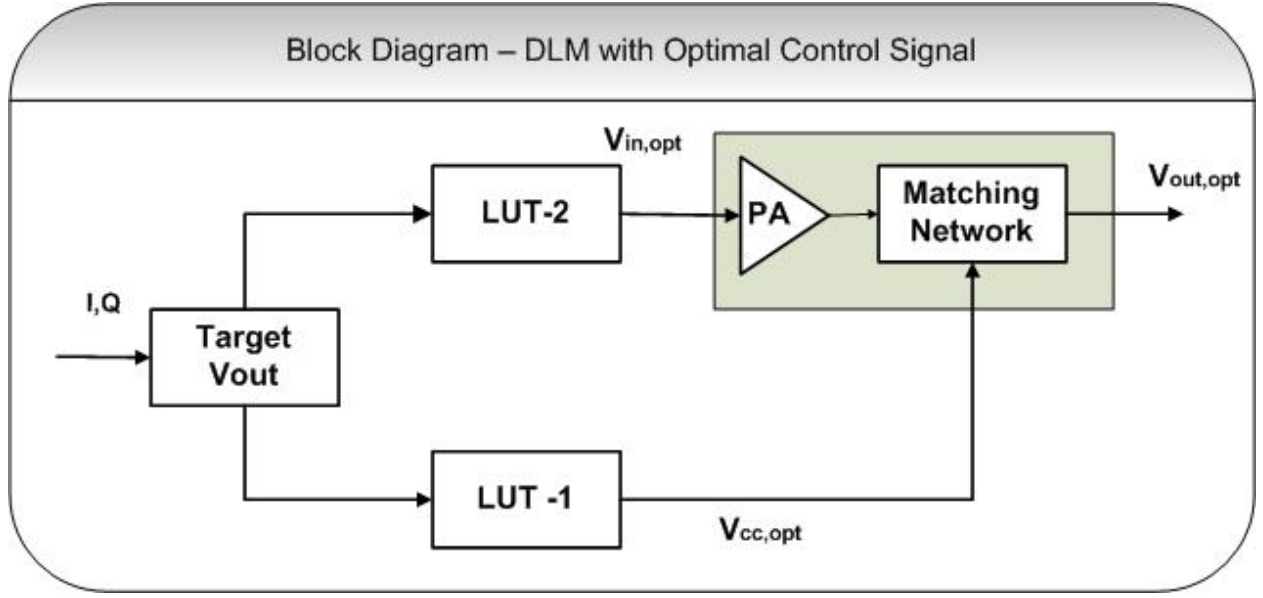 Block Diagram – DLM with Optimal Control Signal
Vin,opt
LUT-2
PA
Matching
Network
Vout,opt
I,Q
Target
Vout
LUT -1
Vcc,opt